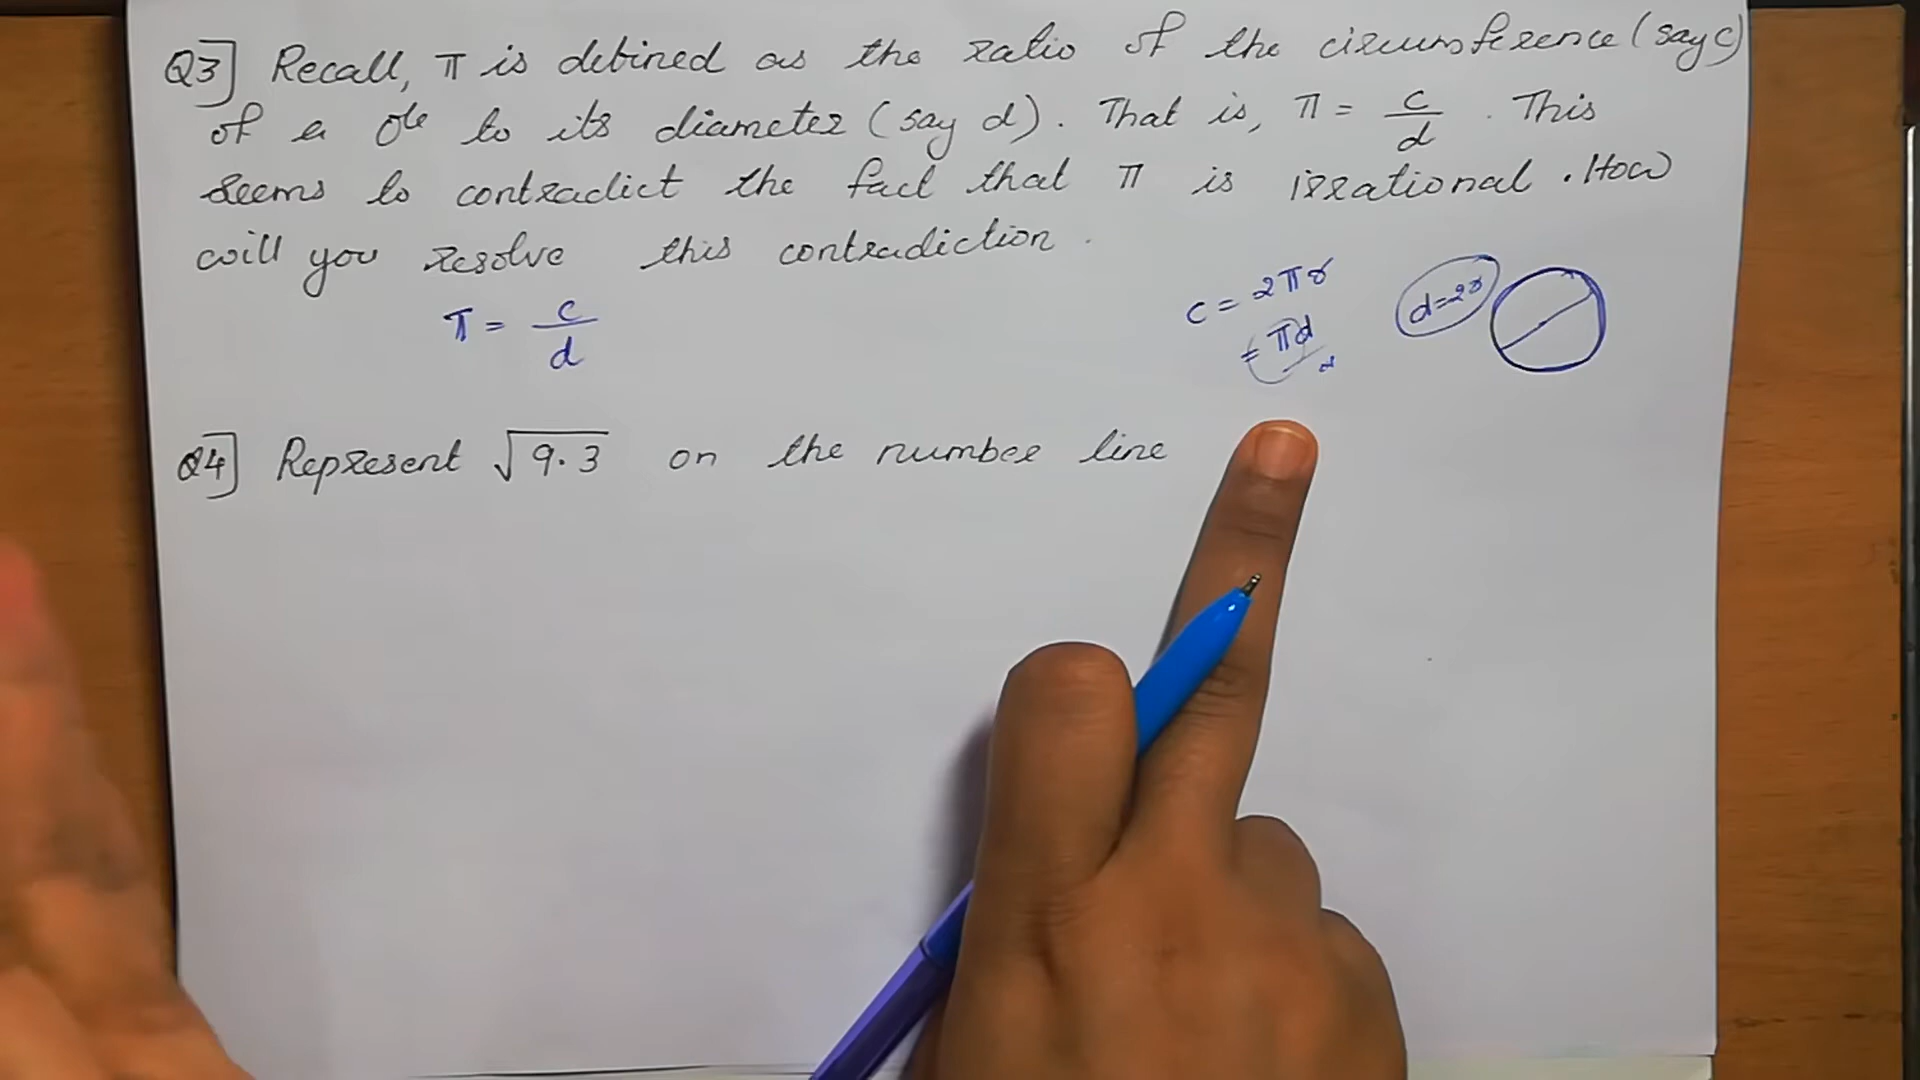 Q3] Recall, π is defined as the ratio of the circumference (say c)
of a ole to its diameter (say d). That is, π = c/d. This
seems to contradict the fact that π is irrational. How
will you resolve this contradiction.
π = c/d
c = 2πr
= πd
d=2r
Q4] Represent √9.3 on the number line